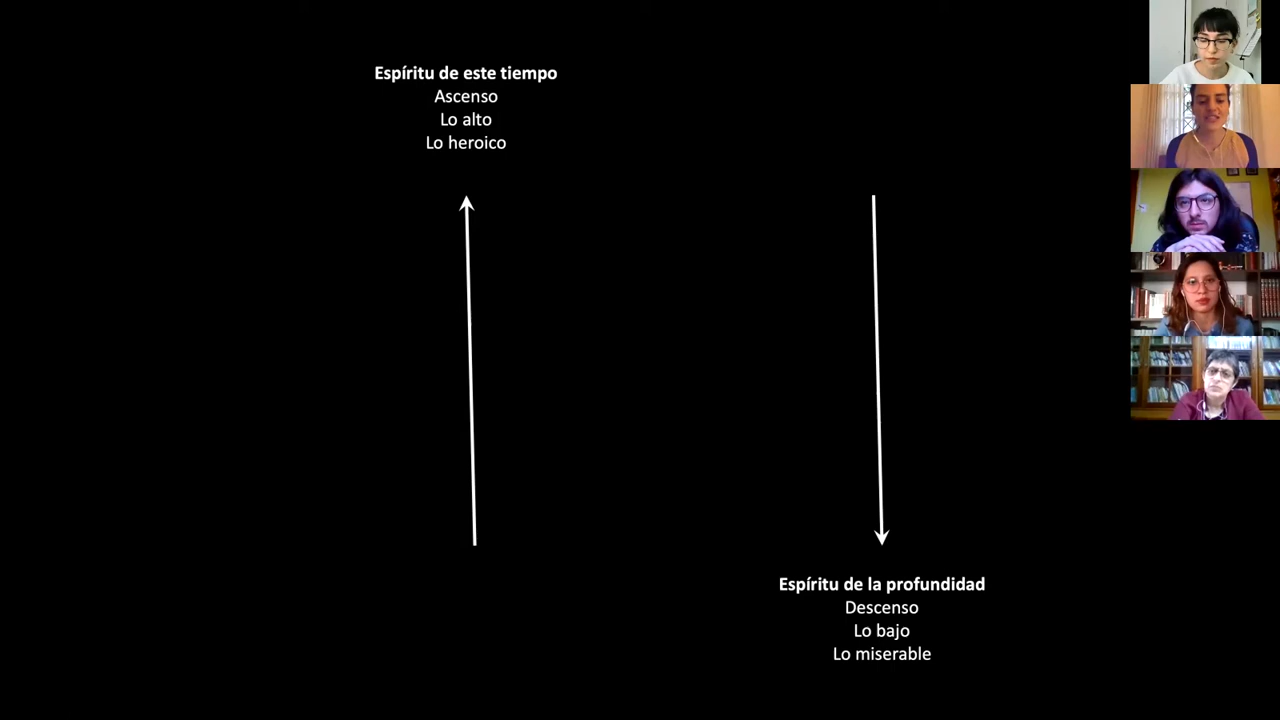 Espíritu de este tiempo
Ascenso
Lo alto
Lo heroico
Espíritu de la profundidad
Descenso
Lo bajo
Lo miserable